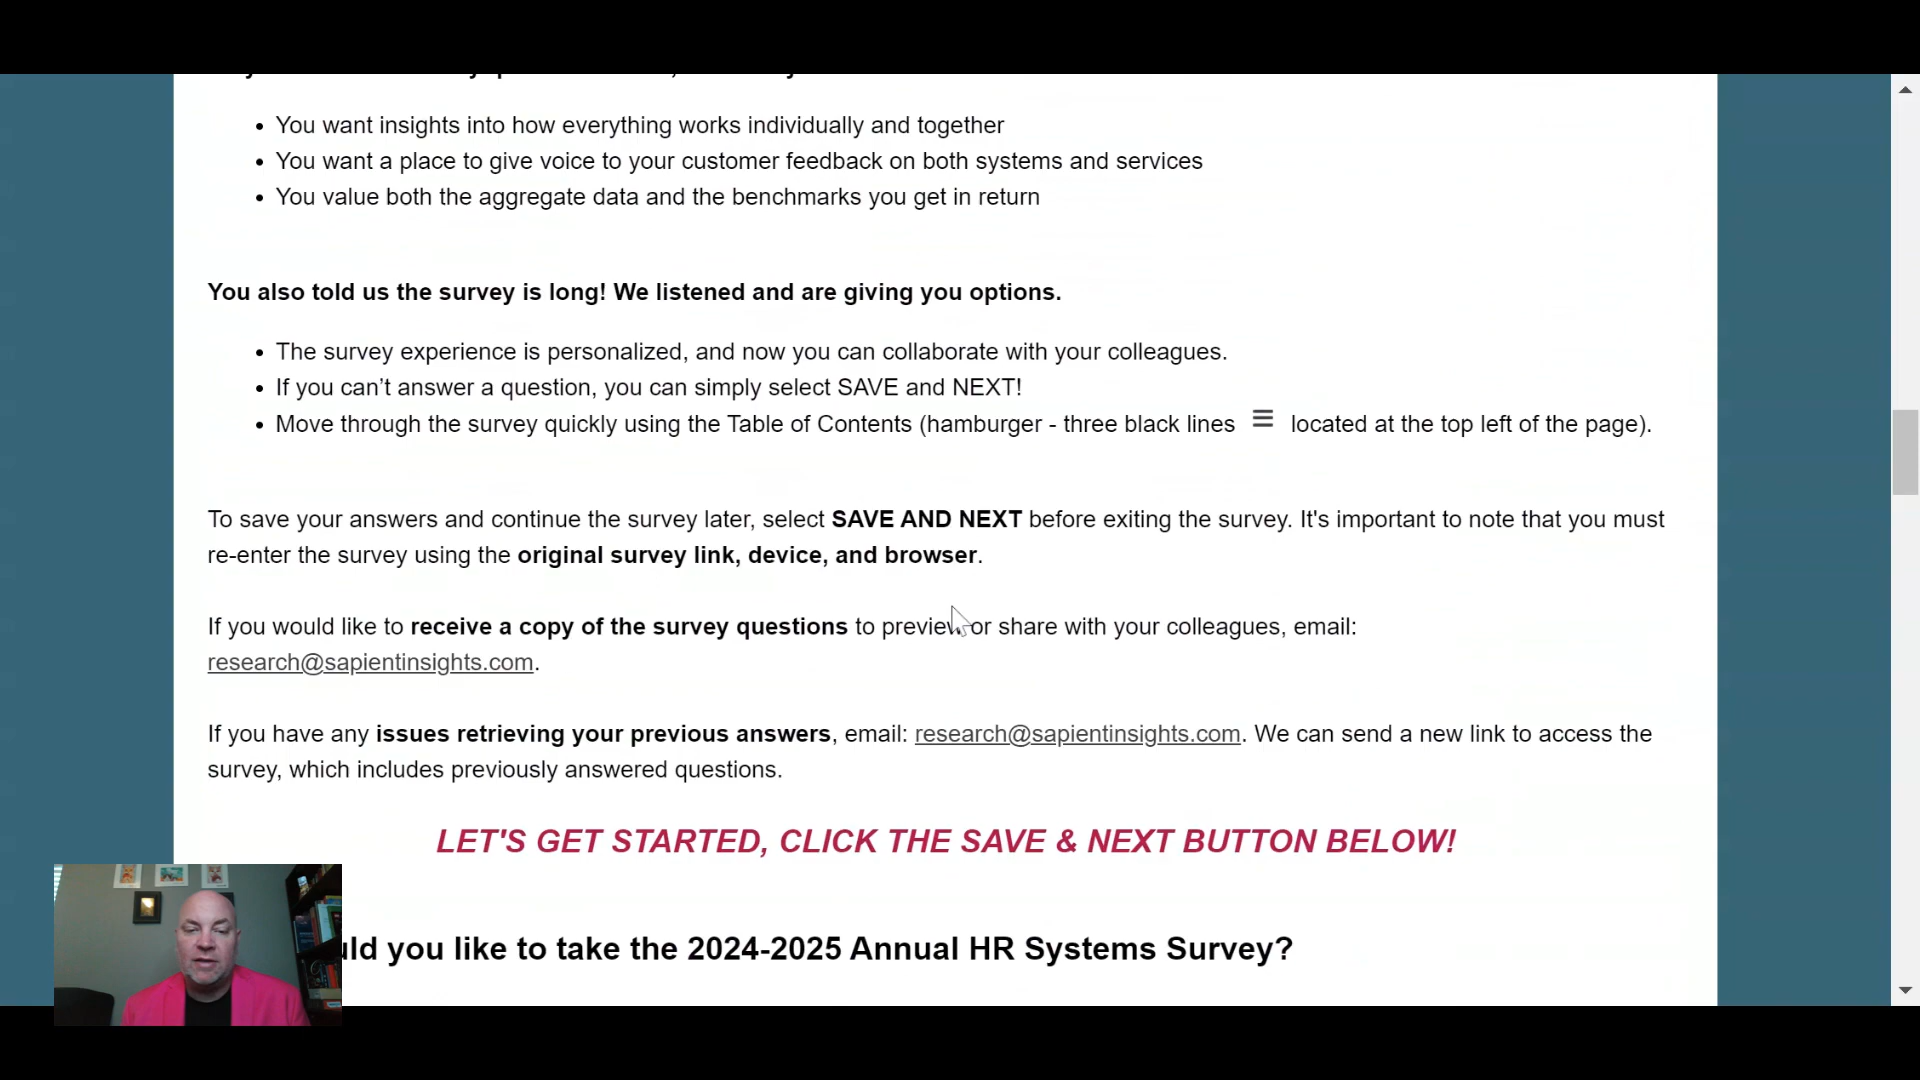 You want insights into how everything works individually and together
You want a place to give voice to your customer feedback on both systems and services
You value both the aggregate data and the benchmarks you get in return
You also told us the survey is long! We listened and are giving you options.
The survey experience is personalized, and now you can collaborate with your colleagues.
If you can’t answer a question, you can simply select SAVE and NEXT!
Move through the survey quickly using the Table of Contents (hamburger - three black lines located at the top left of the page).
To save your answers and continue the survey later, select SAVE AND NEXT before exiting the survey. It's important to note that you must
re-enter the survey using the original survey link, device, and browser.
If you would like to receive a copy of the survey questions to preview or share with your colleagues, email:
research@sapientinsights.com.
If you have any issues retrieving your previous answers, email: research@sapientinsights.com. We can send a new link to access the
survey, which includes previously answered questions.
LET'S GET STARTED, CLICK THE SAVE & NEXT BUTTON BELOW!
you like to take the 2024-2025 Annual HR Systems Survey?